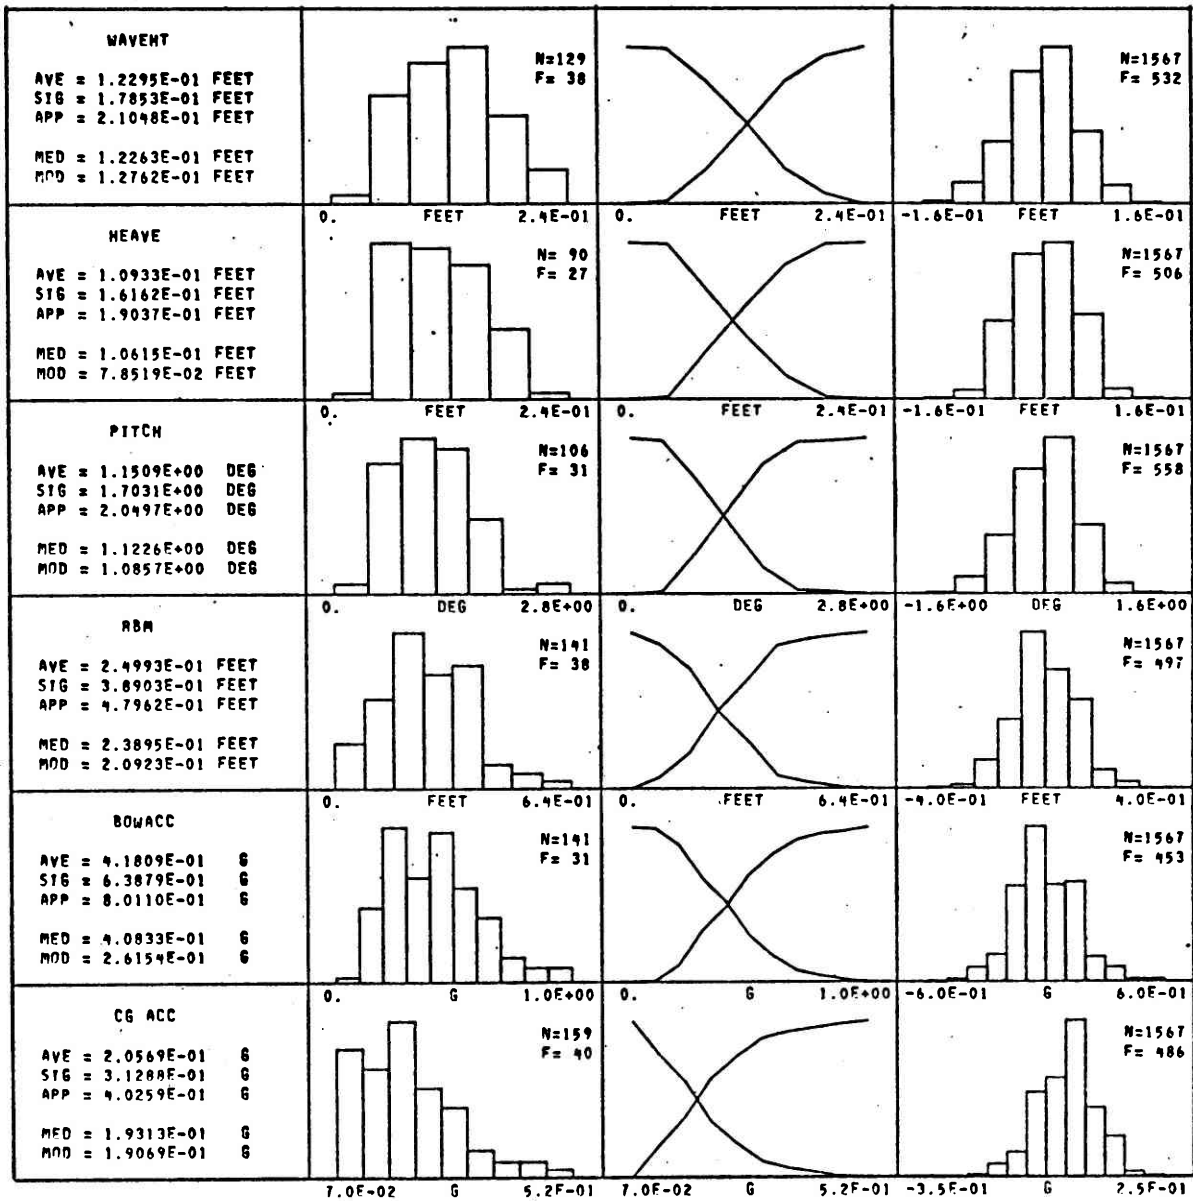 WAVEHT
AVE = 1.2295E-01 FEET
SIG = 1.7853E-01 FEET
APP = 2.1048E-01 FEET
MED = 1.2263E-01 FEET
MOD = 1.2762E-01 FEET
N=129
F= 38
N=1567
F= 532
0. FEET 2.4E-01
0. FEET 2.4E-01
-1.6E-01 FEET 1.6E-01
HEAVE
AVE = 1.0933E-01 FEET
SIG = 1.6162E-01 FEET
APP = 1.9037E-01 FEET
MED = 1.0615E-01 FEET
MOD = 7.8519E-02 FEET
N= 90
F= 27
N=1567
F= 506
0. FEET 2.4E-01
0. FEET 2.4E-01
-1.6E-01 FEET 1.6E-01
PITCH
AVE = 1.1509E+00 DEG
SIG = 1.7031E+00 DEG
APP = 2.0497E+00 DEG
MED = 1.1226E+00 DEG
MOD = 1.0857E+00 DEG
N=106
F= 31
N=1567
F= 558
0. DEG 2.8E+00
0. DEG 2.8E+00
-1.6E+00 DEG 1.6E+00
RBM
AVE = 2.4993E-01 FEET
SIG = 3.8903E-01 FEET
APP = 4.7962E-01 FEET
MED = 2.3895E-01 FEET
MOD = 2.0923E-01 FEET
N=141
F= 38
N=1567
F= 497
0. FEET 6.4E-01
0. FEET 6.4E-01
-4.0E-01 FEET 4.0E-01
BOWACC
AVE = 4.1809E-01 G
SIG = 6.3879E-01 G
APP = 8.0110E-01 G
MED = 4.0833E-01 G
MOD = 2.6154E-01 G
N=141
F= 31
N=1567
F= 453
0. G 1.0E+00
0. G 1.0E+00
-6.0E-01 G 6.0E-01
CG ACC
AVE = 2.0569E-01 G
SIG = 3.1288E-01 G
APP = 4.0259E-01 G
MED = 1.9313E-01 G
MOD = 1.9069E-01 G
N=159
F= 40
N=1567
F= 486
7.0E-02 G 5.2E-01
7.0E-02 G 5.2E-01
-3.5E-01 G 2.5E-01